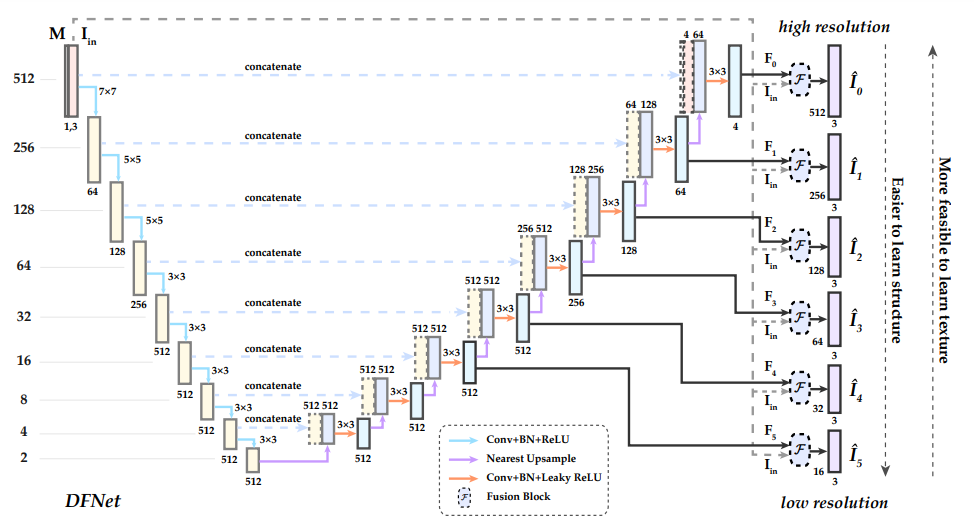 M I_in
high resolution
512
256
128
64
32
16
8
4
2
1,3
64
128
256
512
512
512
512
512
512
7×7
5×5
5×5
3×3
3×3
3×3
3×3
3×3
concatenate
concatenate
concatenate
concatenate
concatenate
concatenate
concatenate
concatenate
512 512
3×3
512
512 512
3×3
512
512 512
3×3
512
512 512
3×3
512
256 512
3×3
256
128 256
3×3
128
64 128
3×3
64
4 64
3×3
4
F_0
I_in
F
512
3
Î_0
F_1
I_in
F
256
3
Î_1
F_2
I_in
F
128
3
Î_2
F_3
I_in
F
64
3
Î_3
F_4
I_in
F
32
3
Î_4
F_5
I_in
F
16
3
Î_5
Easier to learn structure
More feasible to learn texture
Conv+BN+ReLU
Nearest Upsample
Conv+BN+Leaky ReLU
F Fusion Block
DFNet
low resolution